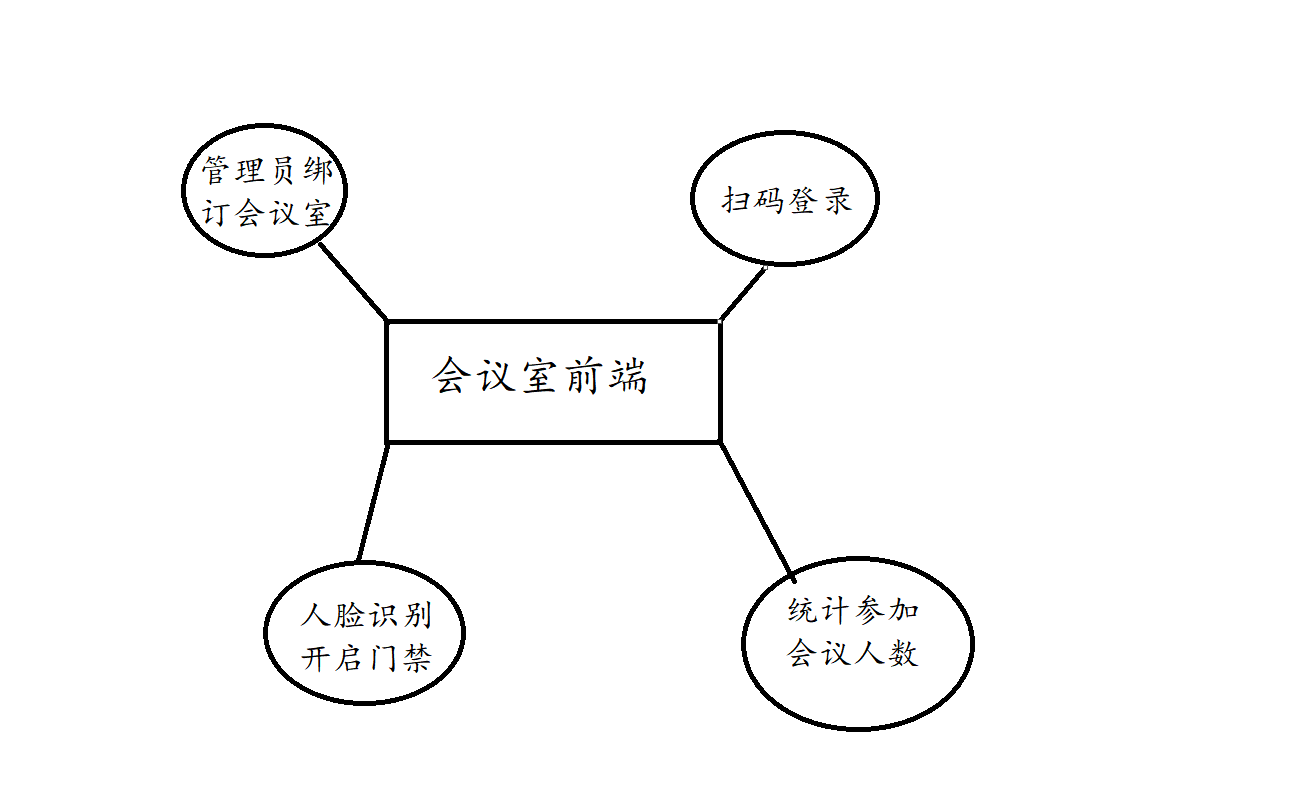 管理员绑
订会议室
扫码登录
会议室前端
人脸识别
开启门禁
统计参加
会议人数